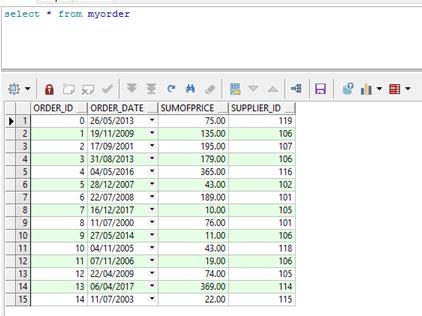 select * from myorder
ORDER_ID ORDER_DATE SUMOFPRICE SUPPLIER_ID
1 0 26/05/2013 75.00 119
2 1 19/11/2009 135.00 106
3 2 17/09/2001 195.00 107
4 3 31/08/2013 179.00 106
5 4 04/05/2016 365.00 116
6 5 28/12/2007 43.00 102
7 6 22/07/2008 189.00 101
8 7 16/12/2017 10.00 105
9 8 11/07/2000 76.00 101
10 9 27/05/2014 11.00 106
11 10 04/11/2005 43.00 118
12 11 07/11/2006 19.00 106
13 12 22/04/2009 74.00 105
14 13 06/04/2017 369.00 114
15 14 11/07/2003 22.00 115